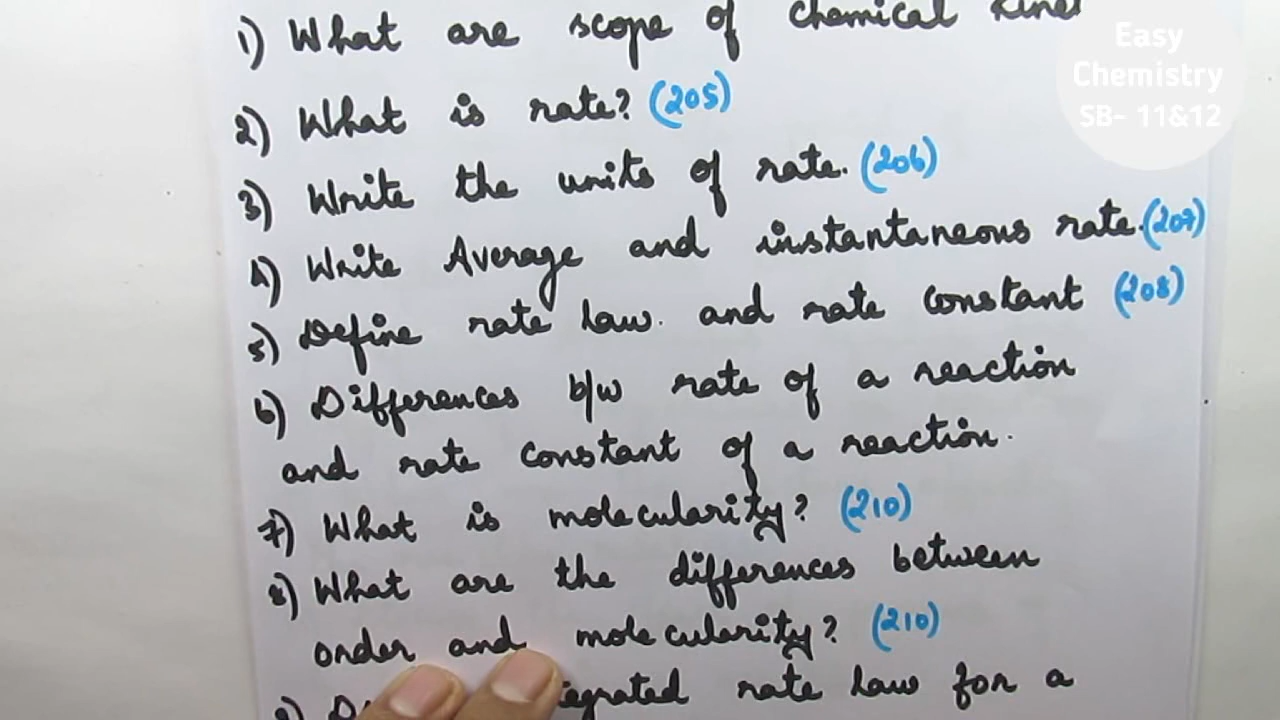 1) What are scope of chemical
2) What is rate? (205)
3) Write the units of rate. (206)
4) Write Average and instantaneous rate. (207)
5) Define rate law. and rate constant (208)
6) Differences b/w rate of a reaction
and rate constant of a reaction.
7) What is molecularity? (210)
8) What are the differences between
order and molecularity? (210)
rate law for a
Easy
Chemistry
SB- 11&12